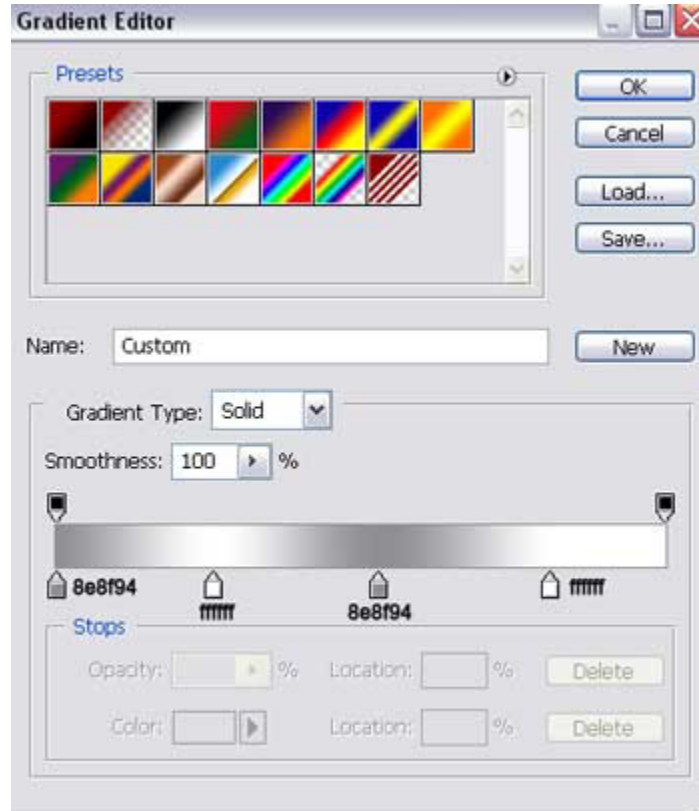 Gradient Editor
Presets
OK
Cancel
Load...
Save...
Name: Custom
New
Gradient Type: Solid
Smoothness: 100 %
8e8f94
ffffff
8e8f94
ffffff
Stops
Opacity: % Location: % Delete
Color: Location: % Delete